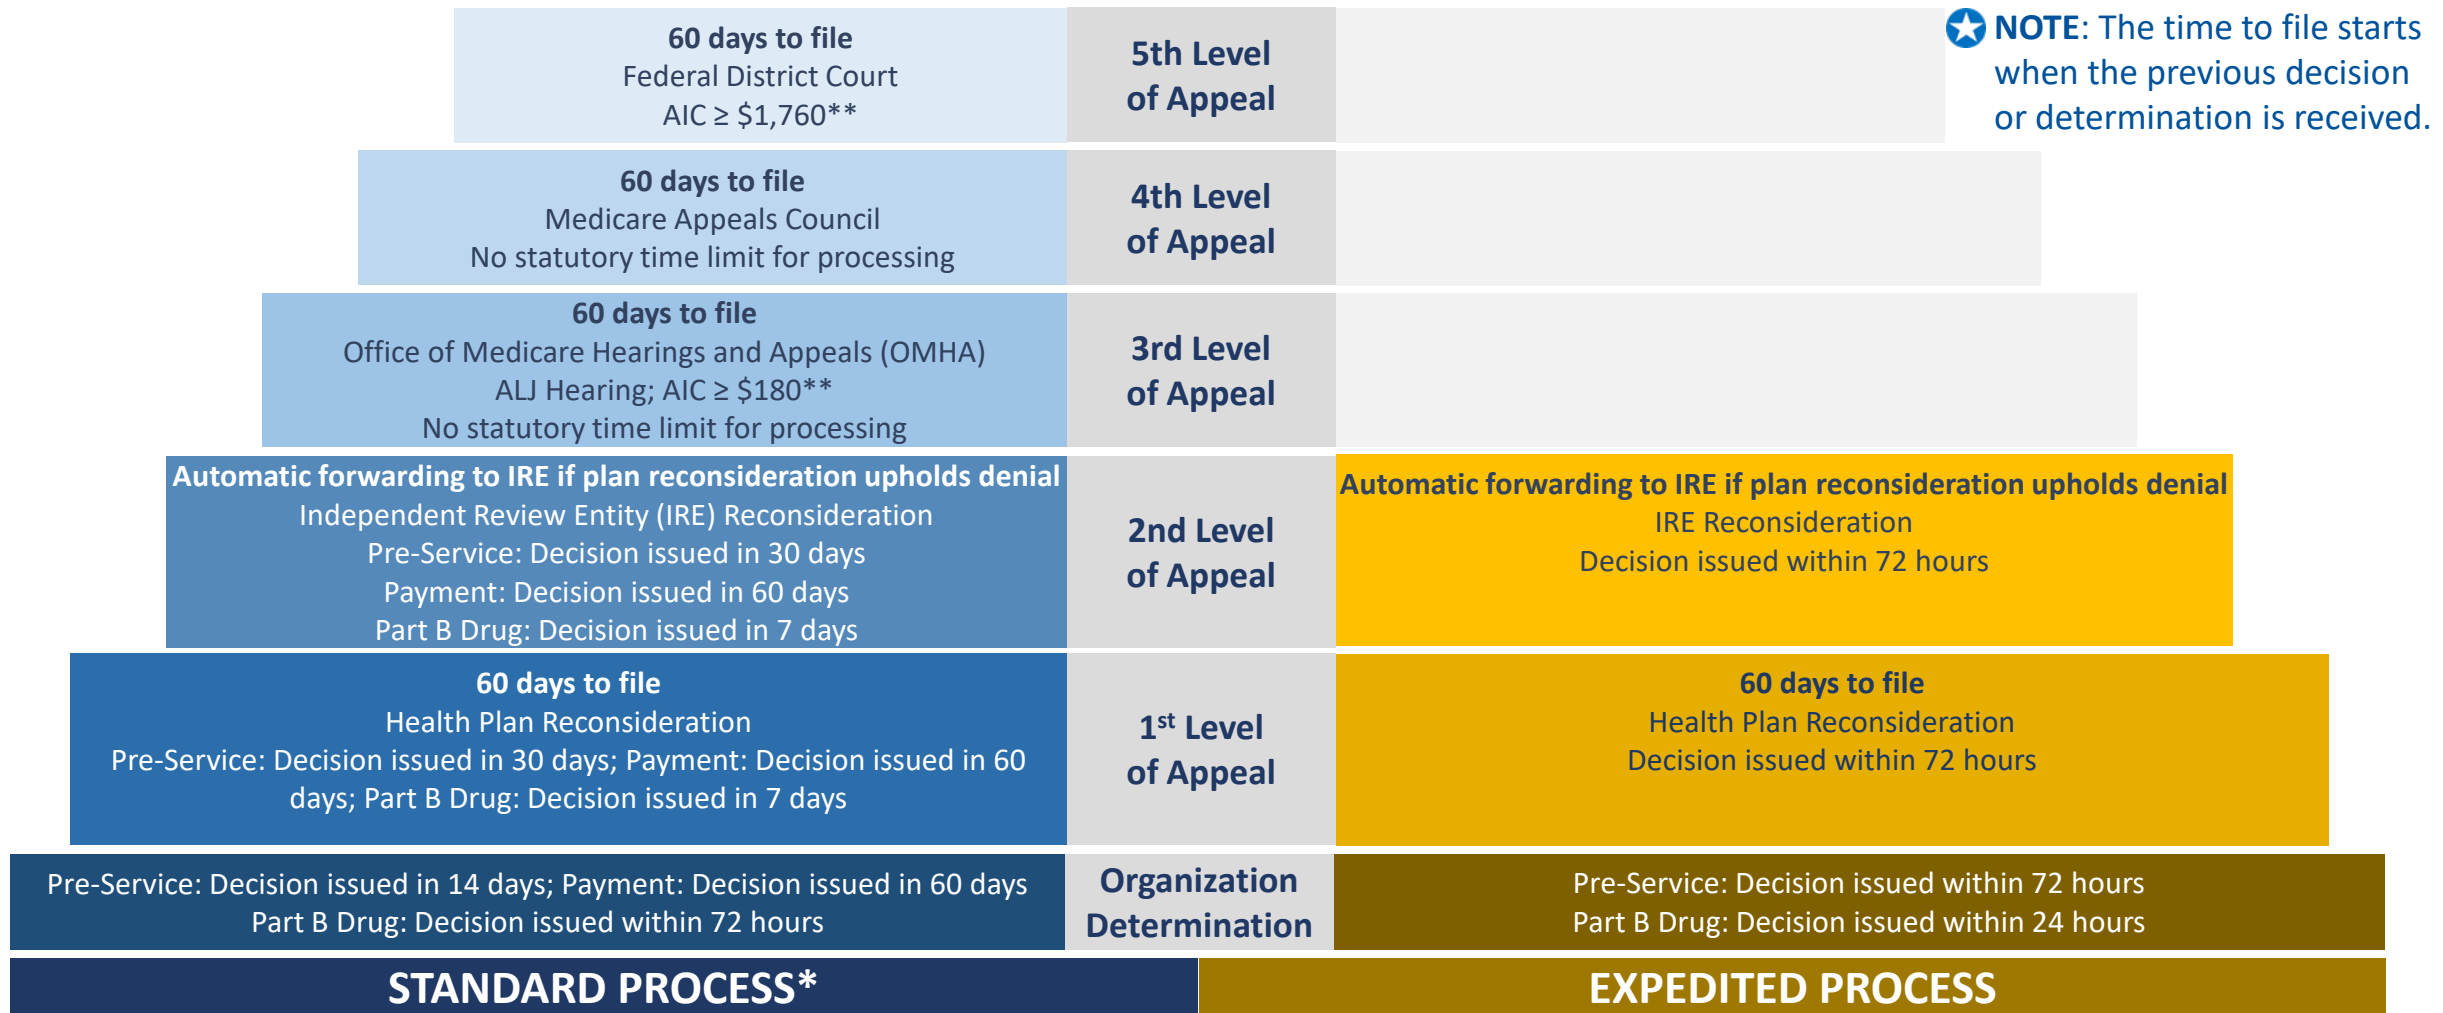 60 days to file
Federal District Court
AIC ≥ $1,760**
5th Level
of Appeal
NOTE: The time to file starts
when the previous decision
or determination is received.
60 days to file
Medicare Appeals Council
No statutory time limit for processing
4th Level
of Appeal
60 days to file
Office of Medicare Hearings and Appeals (OMHA)
ALJ Hearing; AIC ≥ $180**
No statutory time limit for processing
3rd Level
of Appeal
Automatic forwarding to IRE if plan reconsideration upholds denial
Independent Review Entity (IRE) Reconsideration
Pre-Service: Decision issued in 30 days
Payment: Decision issued in 60 days
Part B Drug: Decision issued in 7 days
2nd Level
of Appeal
Automatic forwarding to IRE if plan reconsideration upholds denial
IRE Reconsideration
Decision issued within 72 hours
60 days to file
Health Plan Reconsideration
Pre-Service: Decision issued in 30 days; Payment: Decision issued in 60
days; Part B Drug: Decision issued in 7 days
1st Level
of Appeal
60 days to file
Health Plan Reconsideration
Decision issued within 72 hours
Pre-Service: Decision issued in 14 days; Payment: Decision issued in 60 days
Part B Drug: Decision issued within 72 hours
Organization
Determination
Pre-Service: Decision issued within 72 hours
Part B Drug: Decision issued within 24 hours
STANDARD PROCESS*
EXPEDITED PROCESS